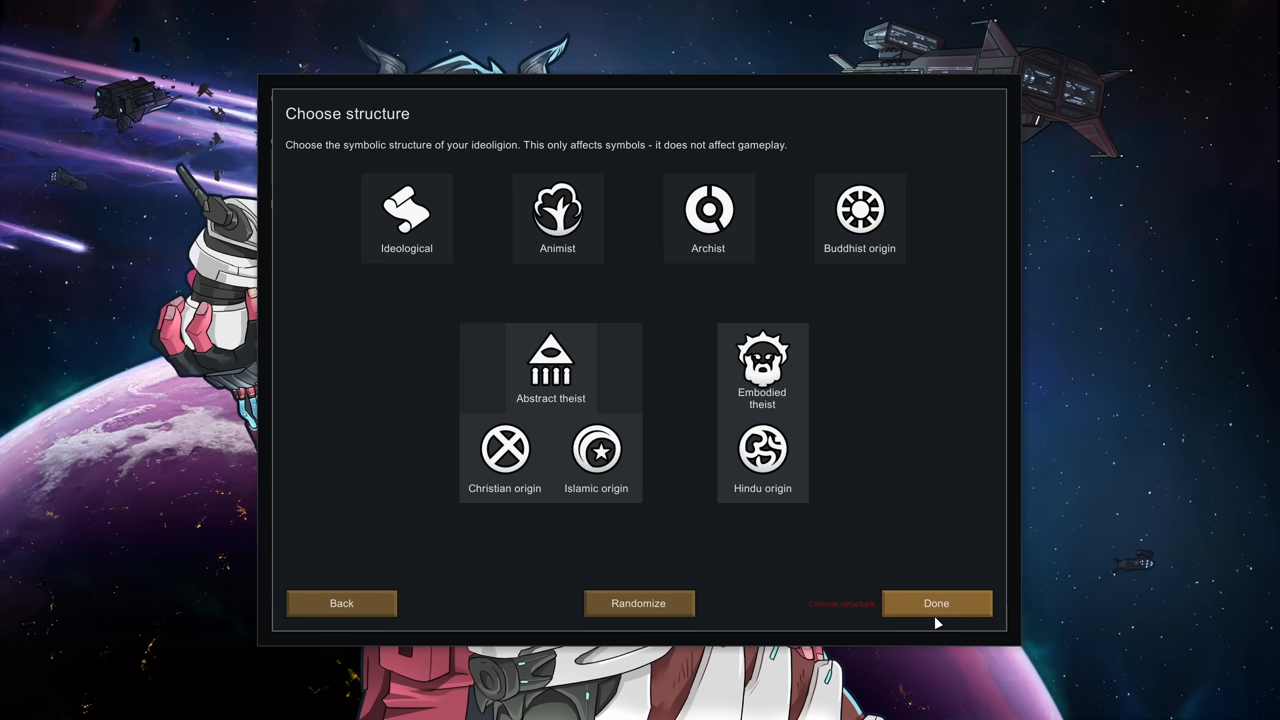 Choose structure
Choose the symbolic structure of your ideoligion. This only affects symbols - it does not affect gameplay.
Ideological
Animist
Archist
Buddhist origin
Abstract theist
Embodied
theist
Christian origin
Islamic origin
Hindu origin
Back
Randomize
Choose structure
Done